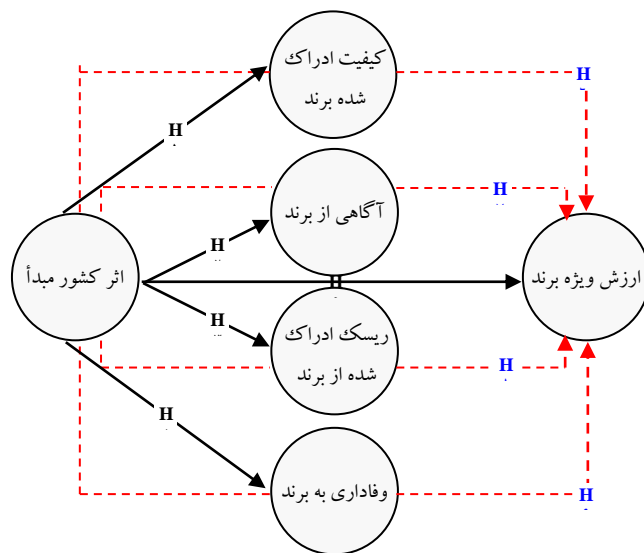 کیفیت ادراک
شده برند
H
H
آگاهی از برند
H
H
اثر کشور مبدأ
H
ارزش ویژه برند
ریسک ادراک
شده از برند
H
H
H
وفاداری به برند
H